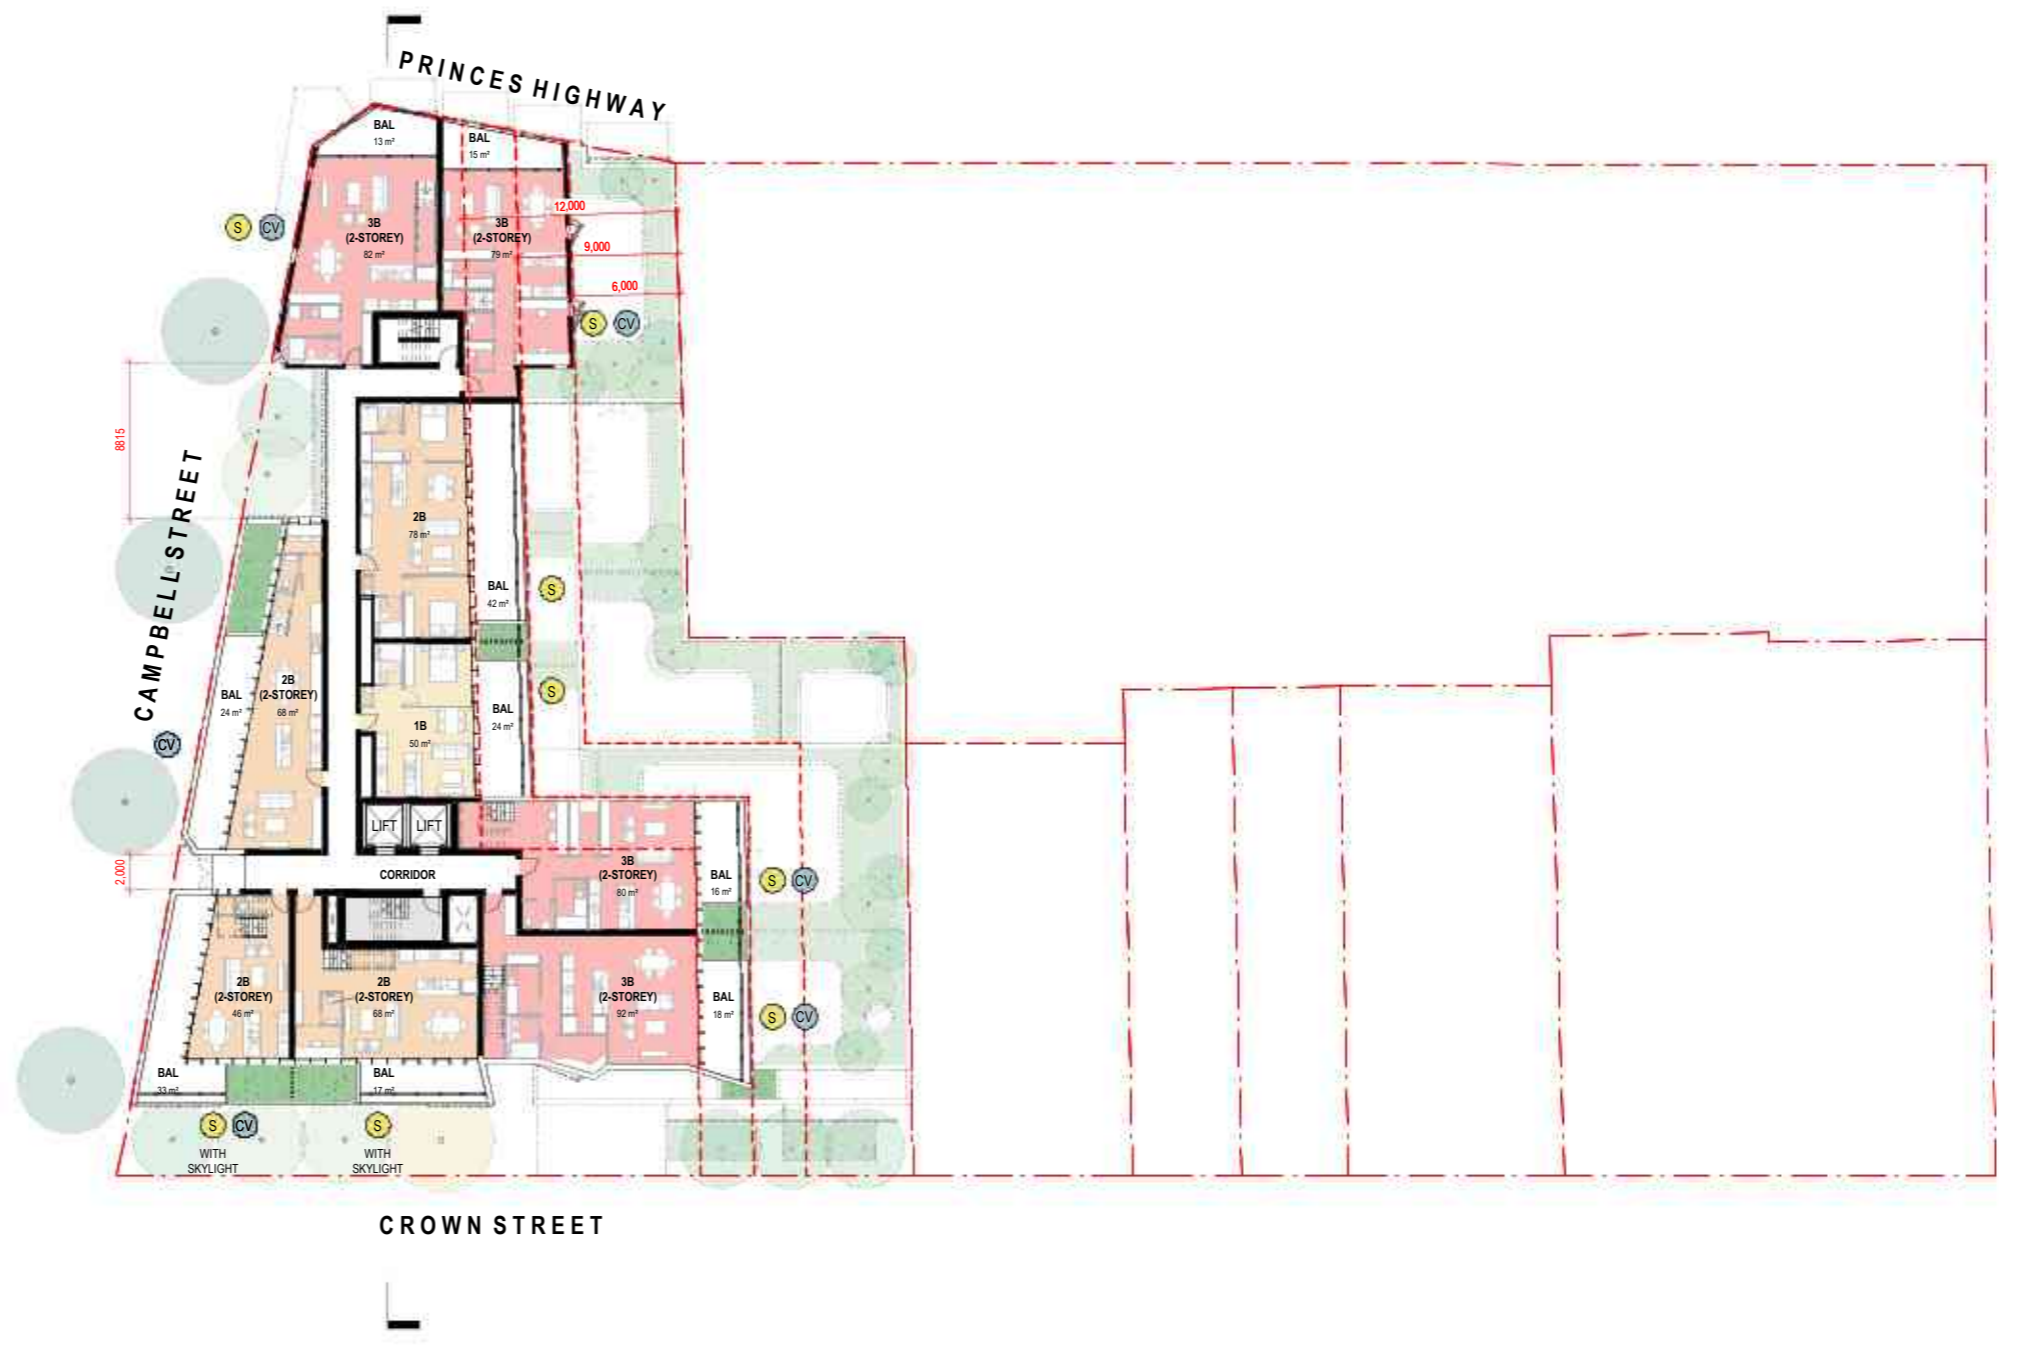 PRINCES HIGHWAY
BAL
13 m²
BAL
15 m²
12,000
S
CV
3B
(2-STOREY)
82 m²
3B
(2-STOREY)
79 m²
9,000
6,000
S
CV
8815
CAMPBELL STREET
2B
78 m²
BAL
42 m²
S
2B
(2-STOREY)
68 m²
BAL
24 m²
S
CV
1B
50 m²
BAL
24 m²
LIFT
LIFT
2,000
CORRIDOR
3B
(2-STOREY)
80 m²
BAL
16 m²
S
CV
2B
(2-STOREY)
46 m²
2B
(2-STOREY)
68 m²
3B
(2-STOREY)
92 m²
BAL
18 m²
S
CV
BAL
33 m²
BAL
17 m²
S
CV
WITH
SKYLIGHT
S
WITH
SKYLIGHT
CROWN STREET